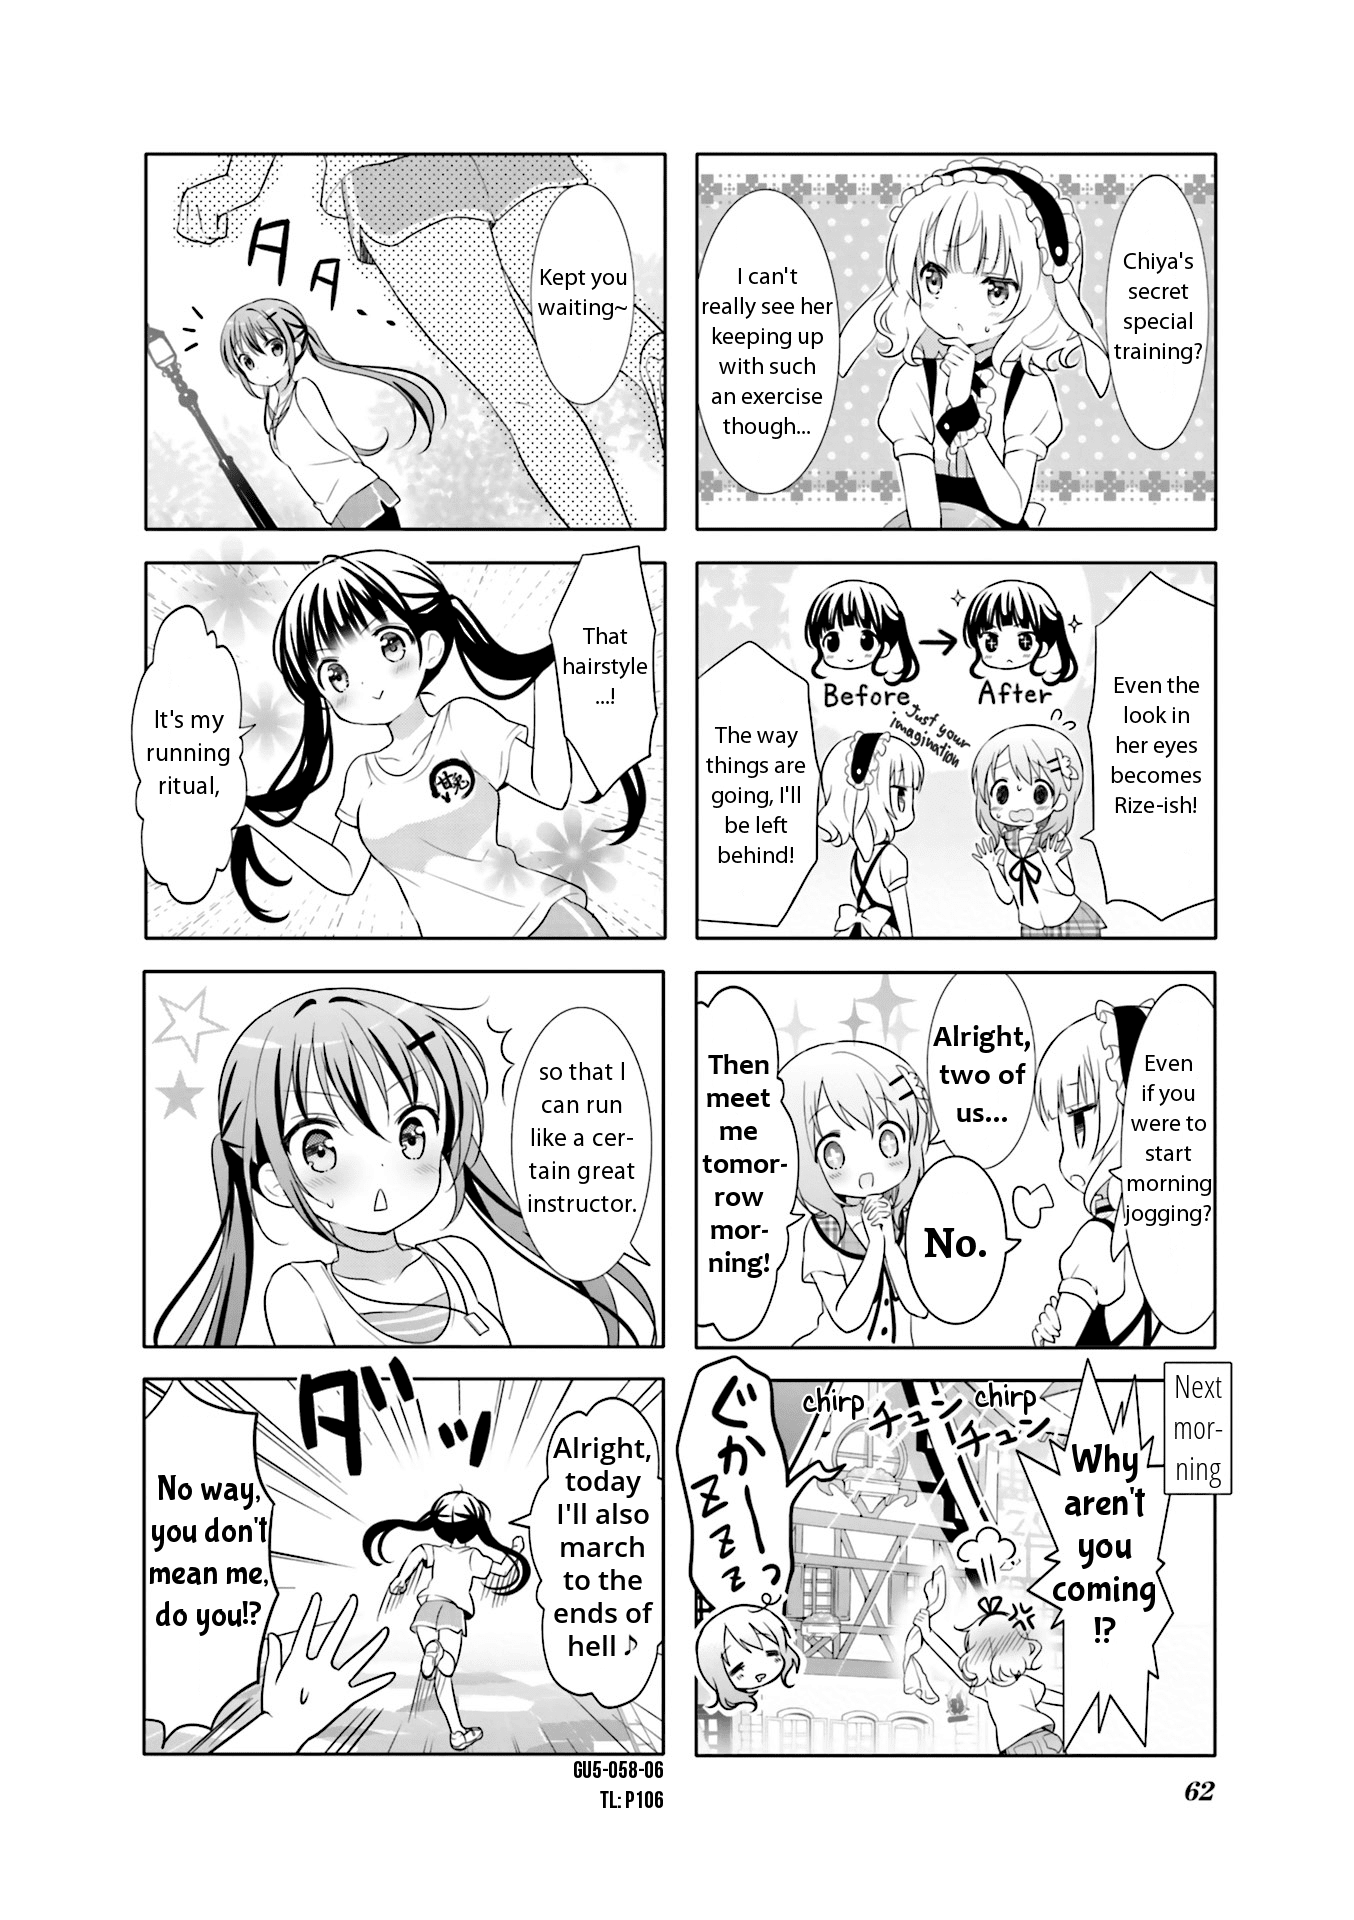 Chiya's
secret
special
training?
I can't
really see her
keeping up
with such
an exercise
though...
Even the
look in
her eyes
becomes
Rize-ish!
Before
After
Just your
imagination
The way
things are
going, I'll
be left
behind!
Even
if you
were to
start
morning
jogging?
Alright,
two of
us...
No.
Then
meet
me
tomor-
row
mor-
ning!
Next
mor-
ning
Why
aren't
you
coming
!?
chirp
チュン
chirp
チュン
ぐかーっ
ZZZZZ
タ
タ...
Kept you
waiting~
That
hairstyle
...!
甘兎
It's my
running
ritual,
so that I
can run
like a cer-
tain great
instructor.
Alright,
today
I'll also
march
to the
ends of
hell♪
ダッ
No way,
you don't
mean me,
do you!?
GU5-058-06
TL: P106
62